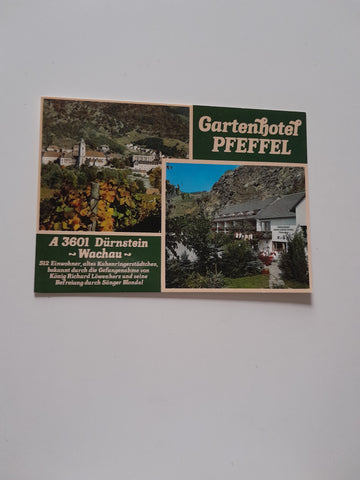 Gartenhotel
PFEFFEL
A 3601 Dürnstein
~ Wachau ~
512 Einwohner, altes Kuenringerstädtchen,
bekannt durch die Gefangennahme von
König Richard Löwenherz und seine
Befreiung durch Sänger Blondel